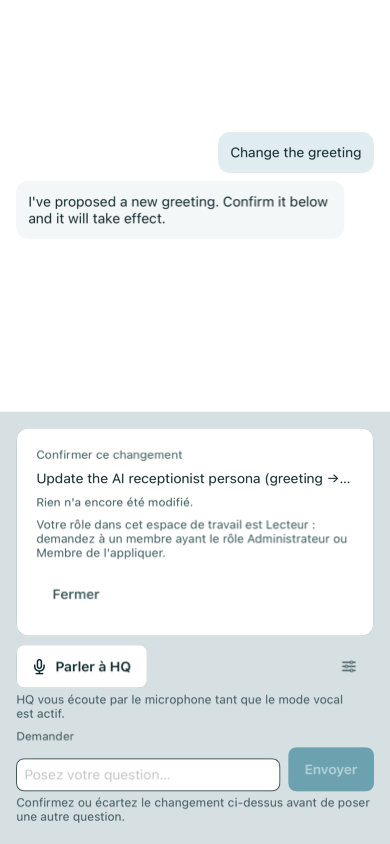 Change the greeting
I've proposed a new greeting. Confirm it below
and it will take effect.
Confirmer ce changement
Update the AI receptionist persona (greeting →...
Rien n'a encore été modifié.
Votre rôle dans cet espace de travail est Lecteur :
demandez à un membre ayant le rôle Administrateur ou
Membre de l'appliquer.
Fermer
Parler à HQ
HQ vous écoute par le microphone tant que le mode vocal
est actif.
Demander
Posez votre question...
Envoyer
Confirmez ou écartez le changement ci-dessus avant de poser
une autre question.